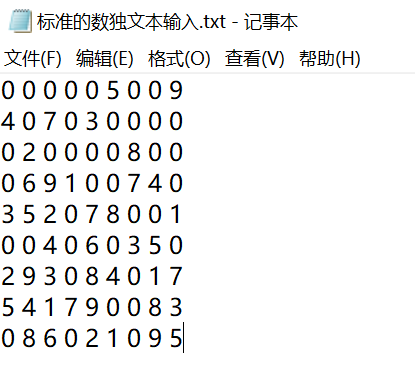 标准的数独文本输入.txt - 记事本
文件(F) 编辑(E) 格式(O) 查看(V) 帮助(H)
0 0 0 0 0 5 0 0 9
4 0 7 0 3 0 0 0 0
0 2 0 0 0 0 8 0 0
0 6 9 1 0 0 7 4 0
3 5 2 0 7 8 0 0 1
0 0 4 0 6 0 3 5 0
2 9 3 0 8 4 0 1 7
5 4 1 7 9 0 0 8 3
0 8 6 0 2 1 0 9 5